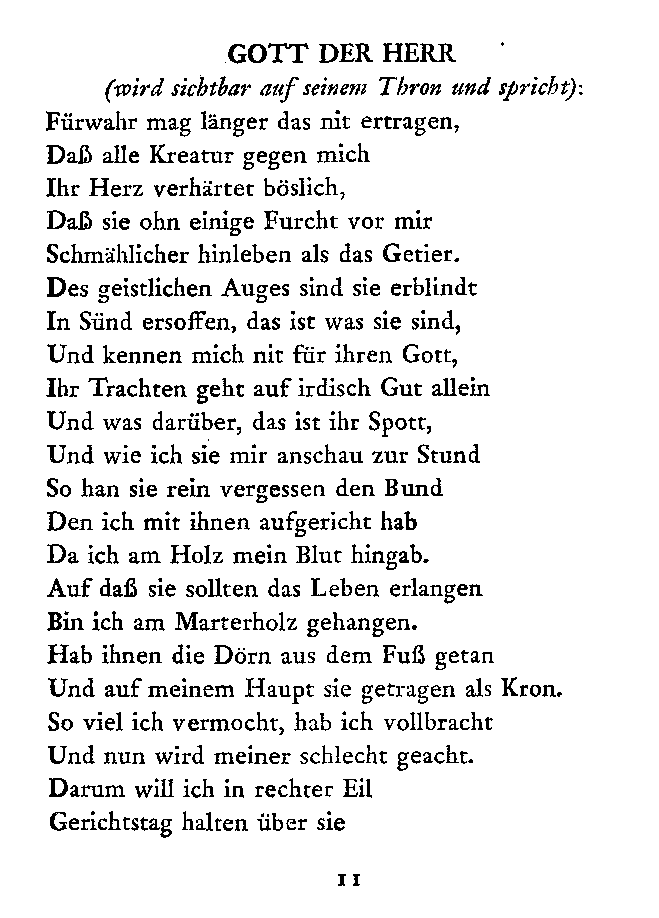 GOTT DER HERR
(wird sichtbar auf seinem Thron und spricht):
Fürwahr mag länger das nit ertragen,
Daß alle Kreatur gegen mich
Ihr Herz verhärtet böslich,
Daß sie ohn einige Furcht vor mir
Schmählicher hinleben als das Getier.
Des geistlichen Auges sind sie erblindt
In Sünd ersoffen, das ist was sie sind,
Und kennen mich nit für ihren Gott,
Ihr Trachten geht auf irdisch Gut allein
Und was darüber, das ist ihr Spott,
Und wie ich sie mir anschau zur Stund
So han sie rein vergessen den Bund
Den ich mit ihnen aufgericht hab
Da ich am Holz mein Blut hingab.
Auf daß sie sollten das Leben erlangen
Bin ich am Marterholz gehangen.
Hab ihnen die Dörn aus dem Fuß getan
Und auf meinem Haupt sie getragen als Kron.
So viel ich vermocht, hab ich vollbracht
Und nun wird meiner schlecht geacht.
Darum will ich in rechter Eil
Gerichtstag halten über sie
11